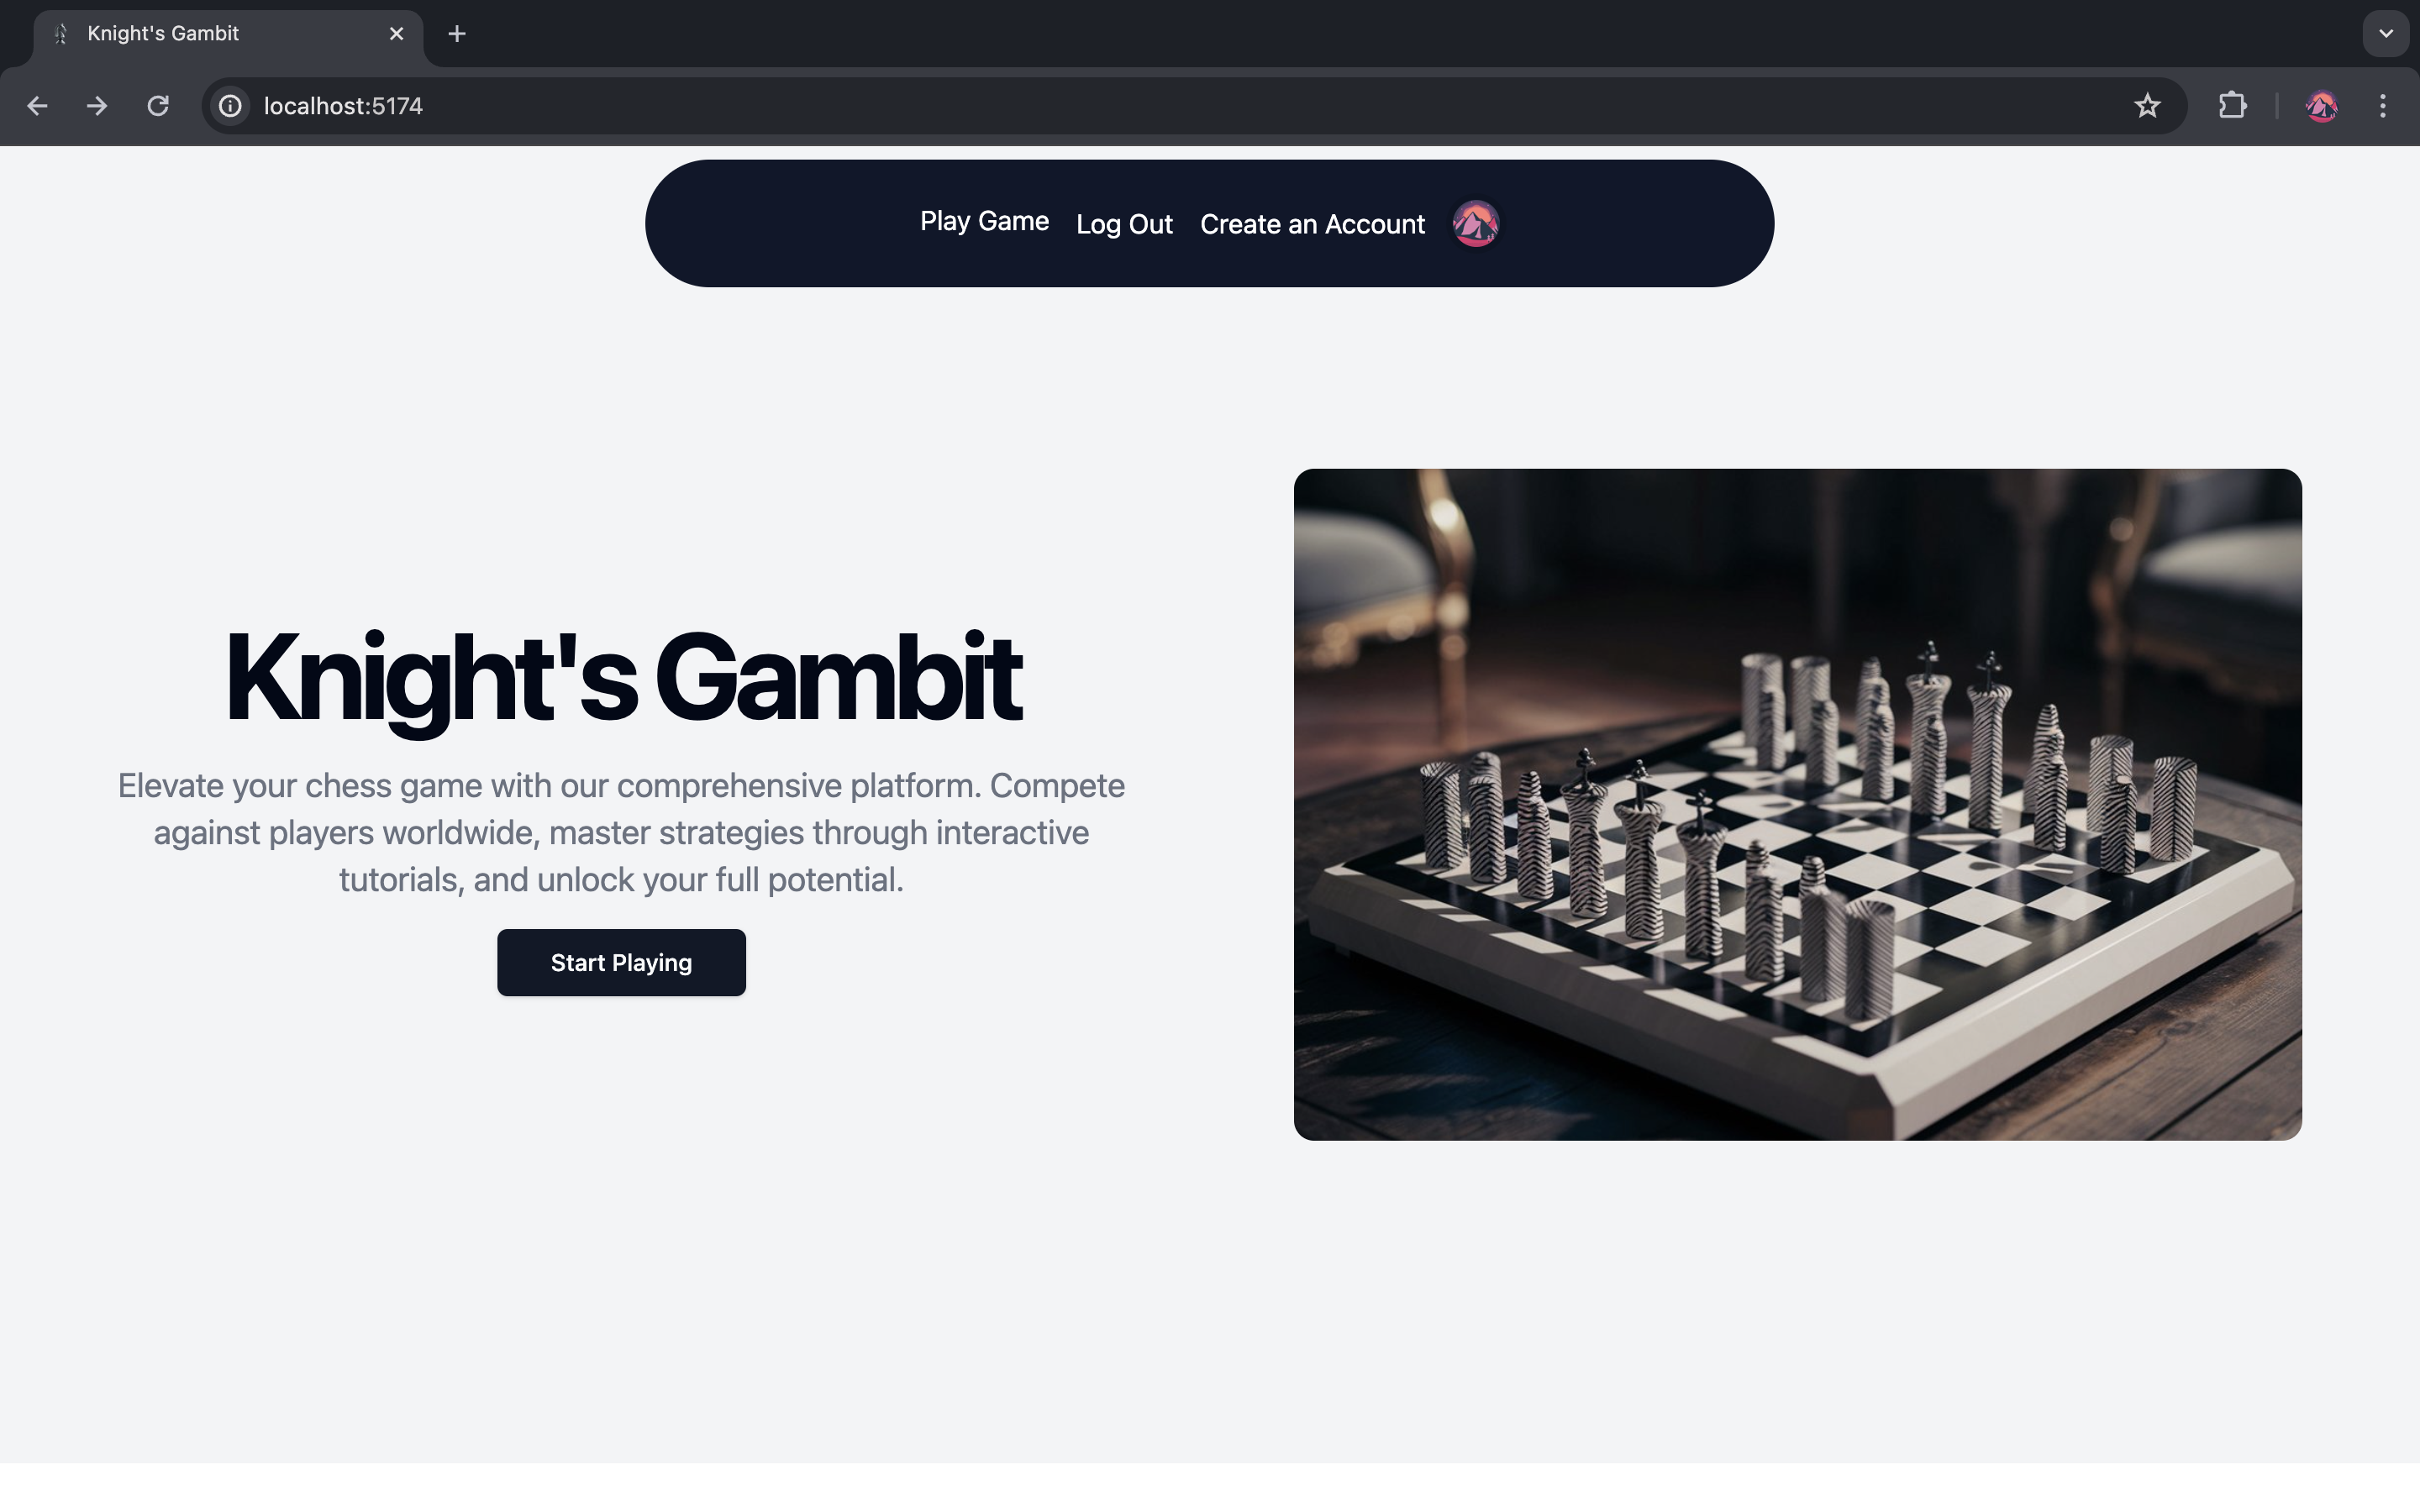 Knight's Gambit
localhost:5174
Play Game Log Out Create an Account
Knight's Gambit
Elevate your chess game with our comprehensive platform. Compete
against players worldwide, master strategies through interactive
tutorials, and unlock your full potential.
Start Playing